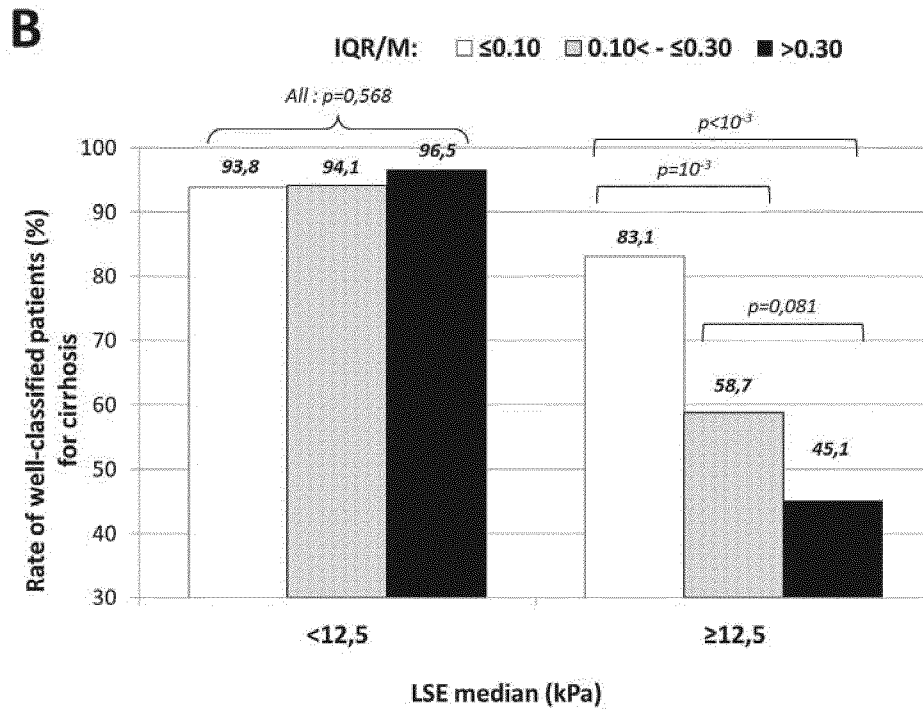 B
IQR/M: ≤0.10 0.10< - ≤0.30 >0.30
All : p=0,568
p<10⁻³
p=10⁻³
100
90
80
70
60
50
40
30
93,8
94,1
96,5
83,1
p=0,081
58,7
45,1
Rate of well-classified patients (%)
for cirrhosis
<12,5
≥12,5
LSE median (kPa)